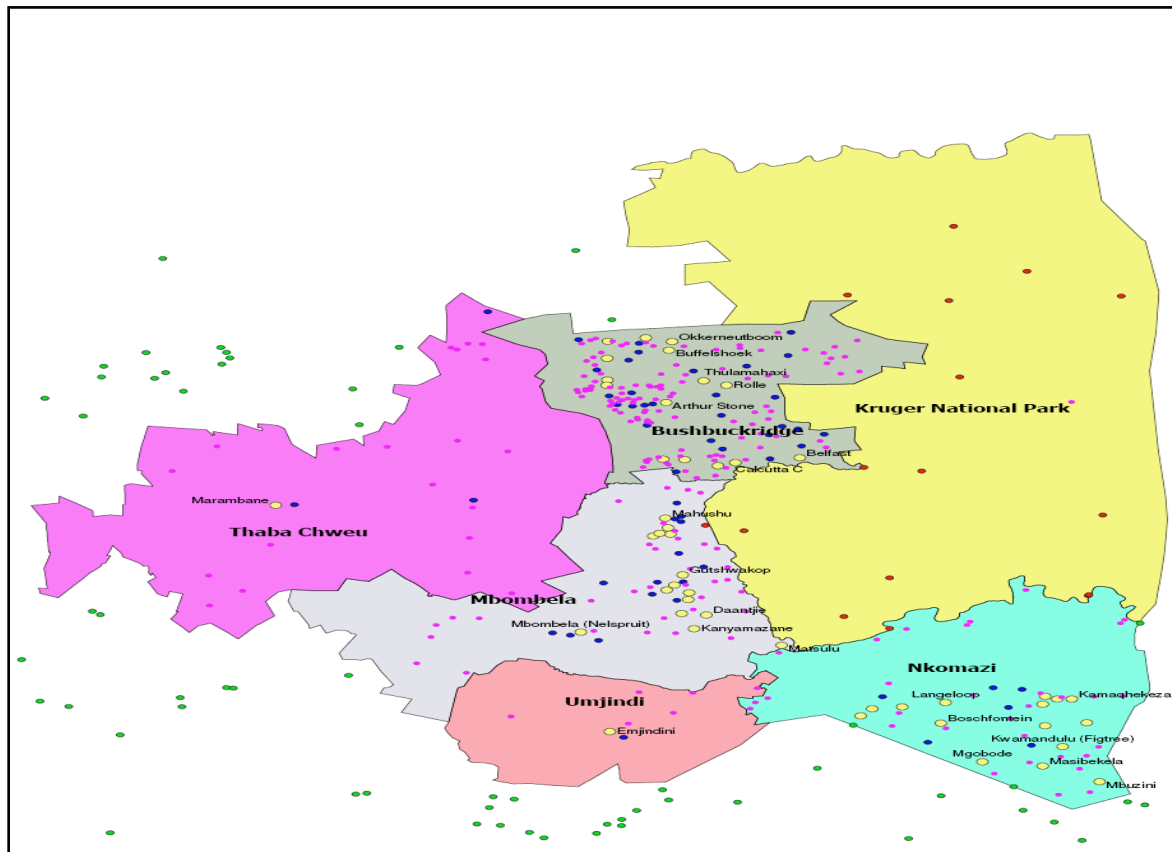 Okkerneutboom
Buffelshoek
Thulamahaxi
Rolle
Arthur Stone
Kruger National Park
Bushbuckridge
Belfast
Calcutta C
Marambane
Mahushu
Thaba Chweu
Gutshwakop
Mbombela
Daantjie
Mbombela (Nelspruit)
Kanyamazane
Matsulu
Nkomazi
Langeloop
Kamaqhekeza
Umjindi
Boschfontein
Emjindini
Kwamandulu (Figtree)
Mgobode
Masibekela
Mbuzini